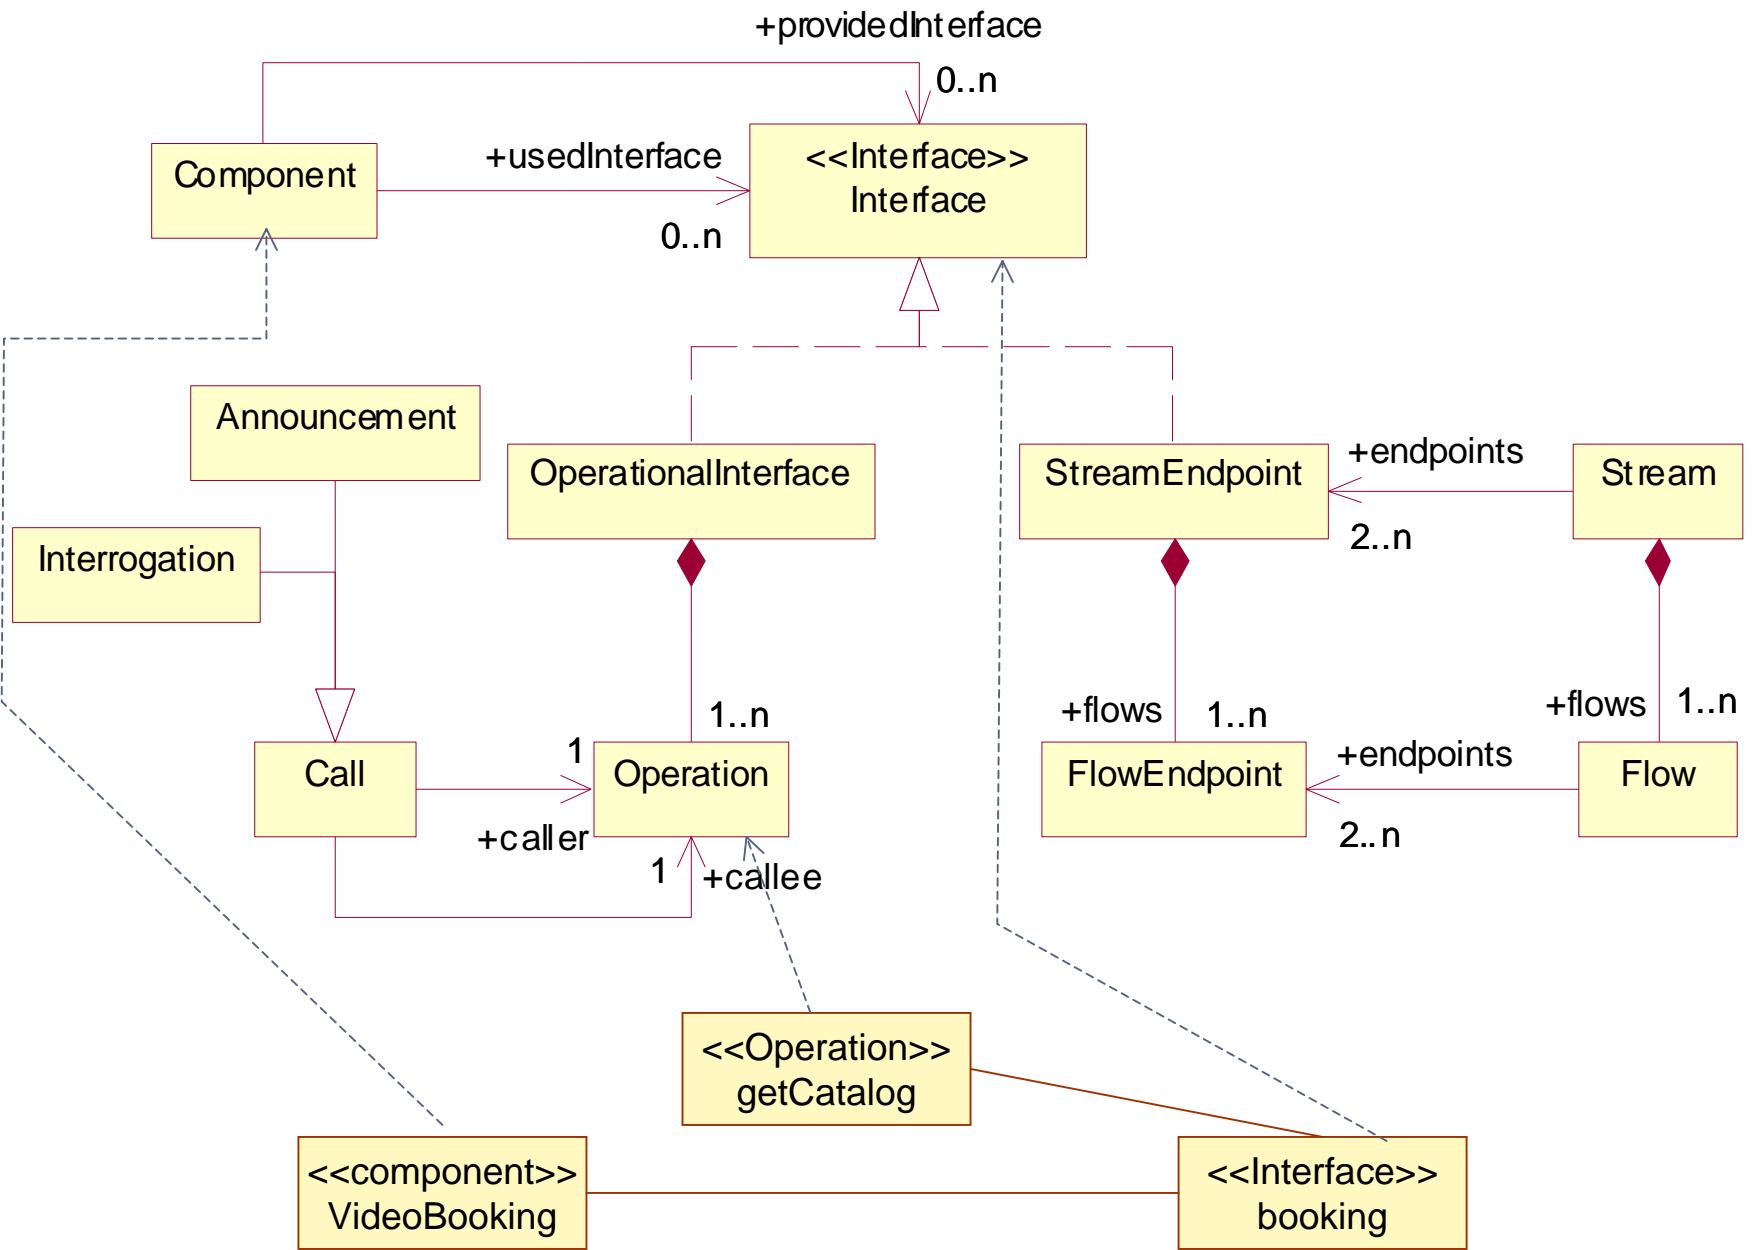 +providedInterface
0..n
Component
+usedInterface
0..n
<<Interface>>
Interface
Announcement
Interrogation
OperationalInterface
StreamEndpoint
+endpoints
2..n
Stream
+flows
1..n
+flows
1..n
1..n
Call
1
+caller
Operation
1
+callee
FlowEndpoint
+endpoints
2..n
Flow
<<Operation>>
getCatalog
<<component>>
VideoBooking
<<Interface>>
booking